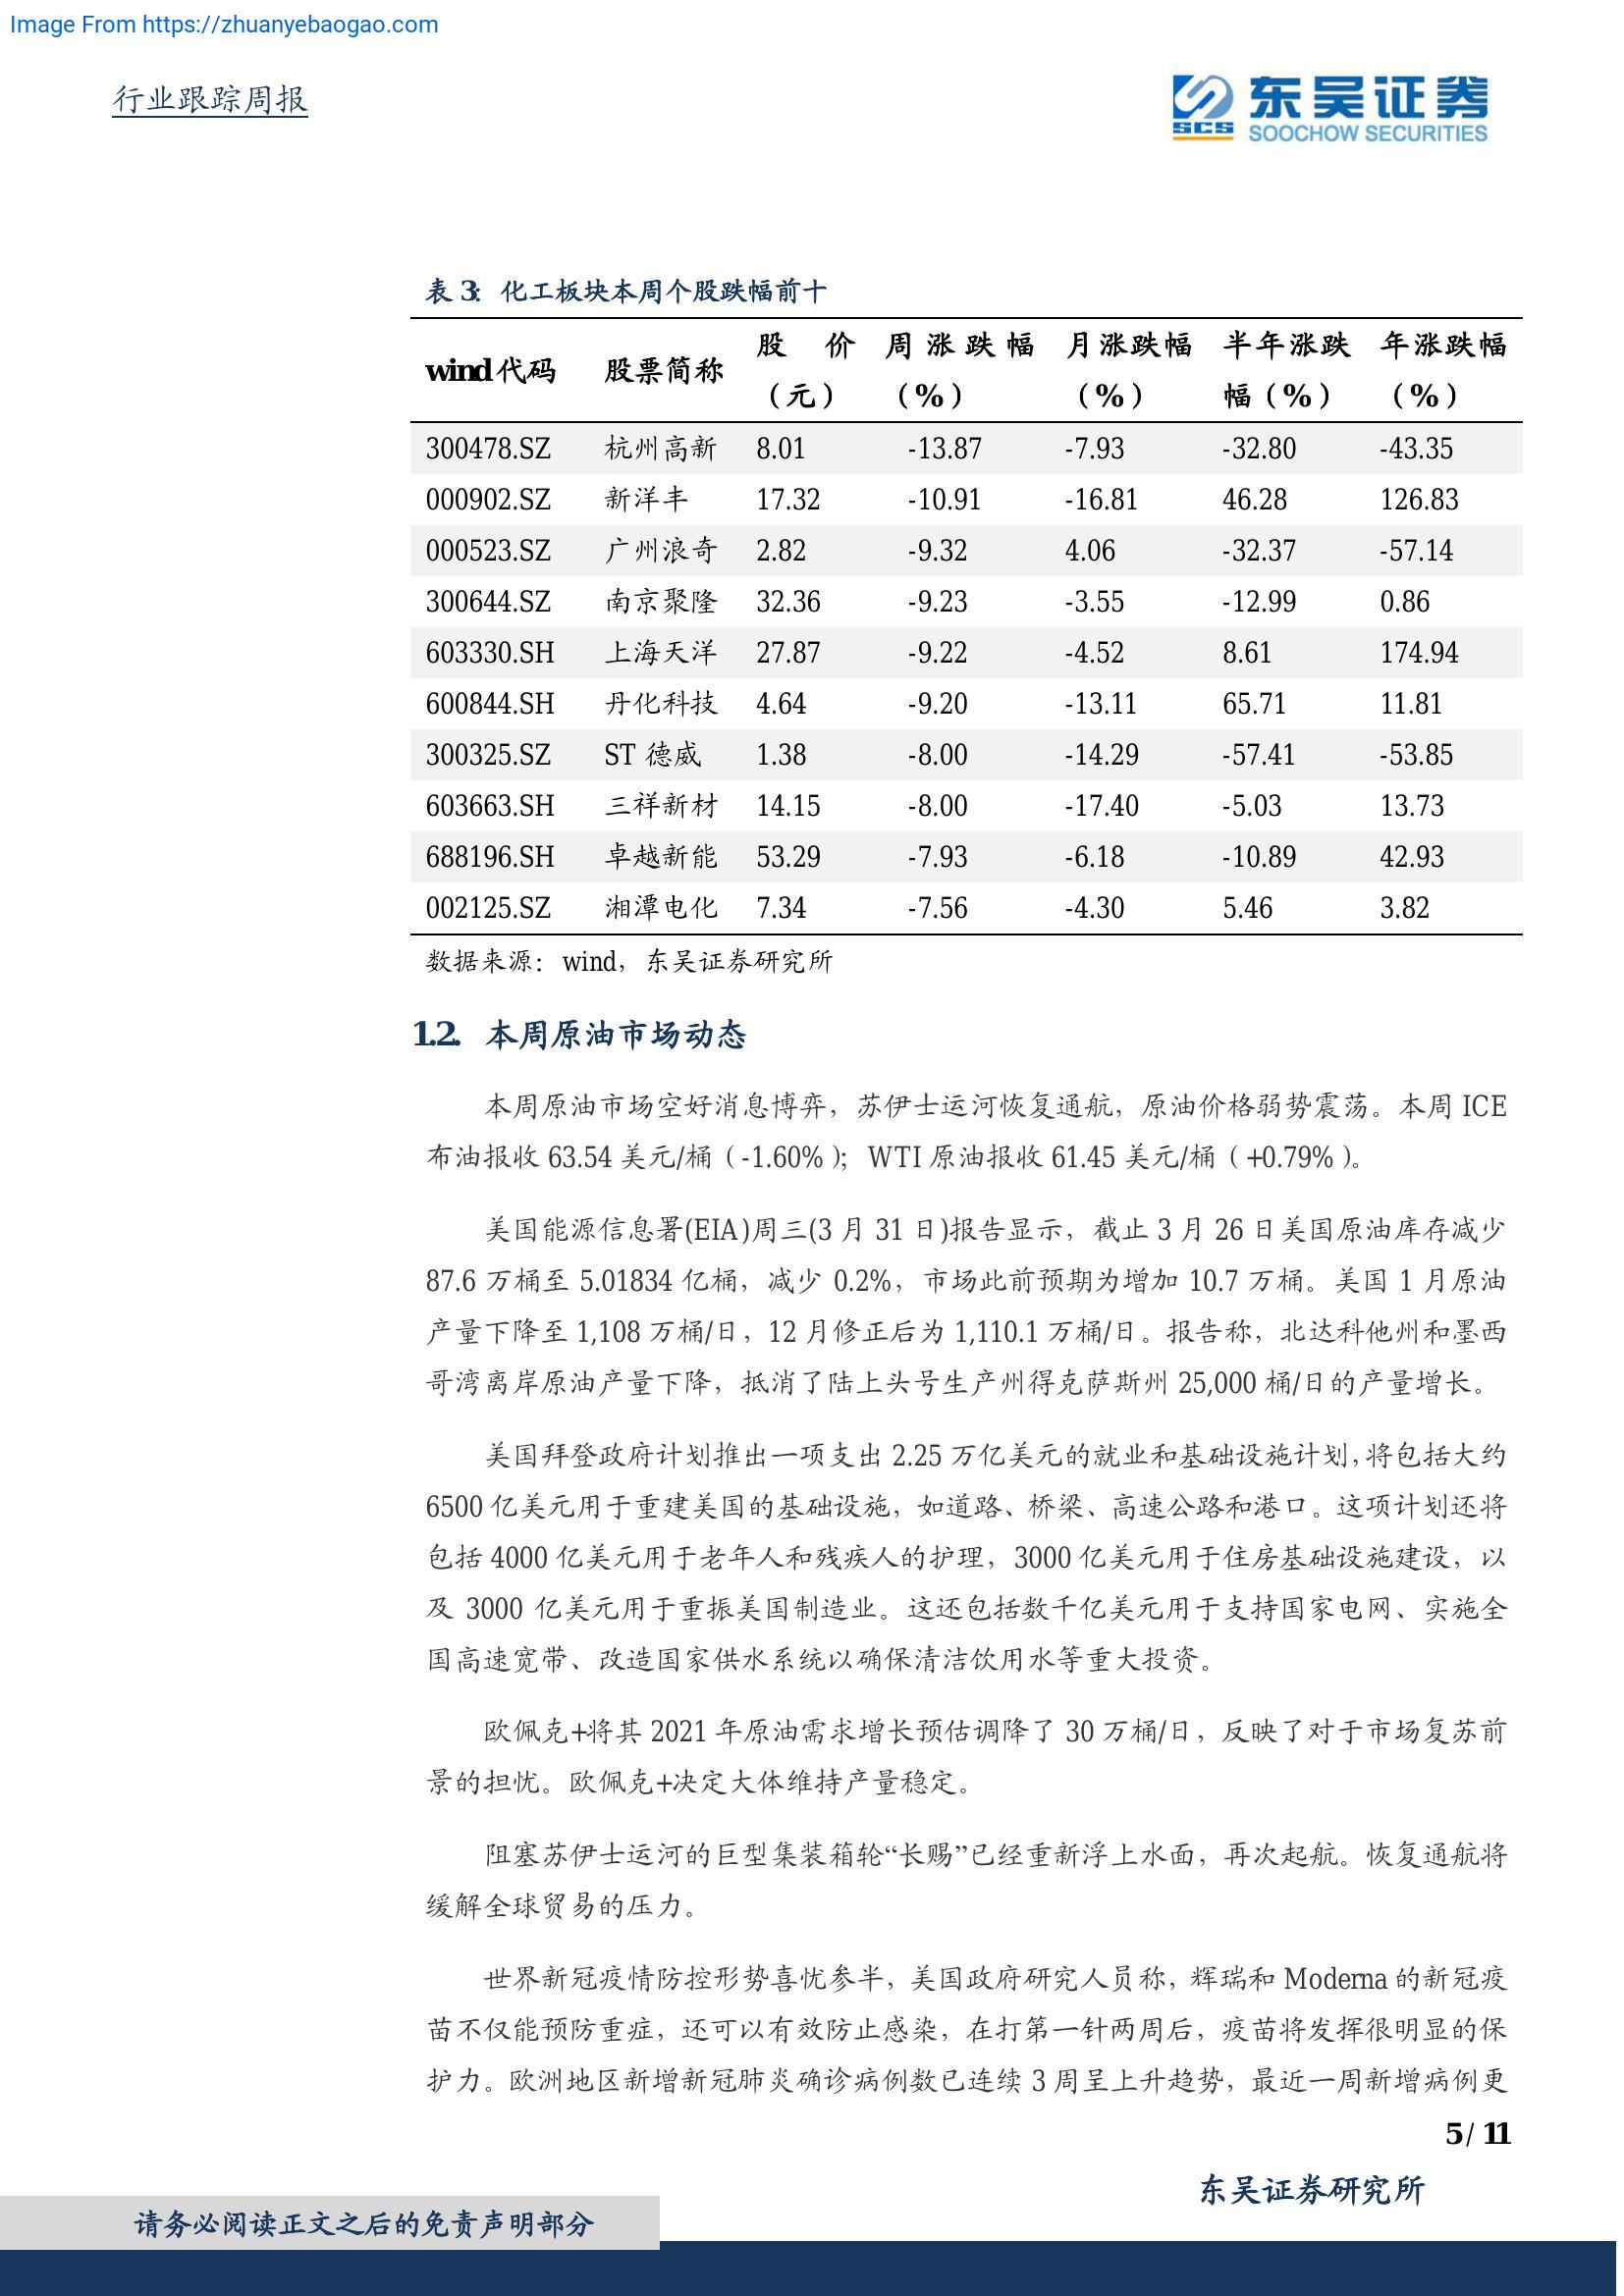 Image From https://zhuanyebaogao.com
行业跟踪周报
SCS 东吴证券
SOOCHOW SECURITIES
表 3: 化工板块本周个股跌幅前十
wind代码 股票简称 股价（元） 周涨跌幅（%） 月涨跌幅（%） 半年涨跌幅（%） 年涨跌幅（%）
300478.SZ 杭州高新 8.01 -13.87 -7.93 -32.80 -43.35
000902.SZ 新洋丰 17.32 -10.91 -16.81 46.28 126.83
000523.SZ 广州浪奇 2.82 -9.32 4.06 -32.37 -57.14
300644.SZ 南京聚隆 32.36 -9.23 -3.55 -12.99 0.86
603330.SH 上海天洋 27.87 -9.22 -4.52 8.61 174.94
600844.SH 丹化科技 4.64 -9.20 -13.11 65.71 11.81
300325.SZ ST 德威 1.38 -8.00 -14.29 -57.41 -53.85
603663.SH 三祥新材 14.15 -8.00 -17.40 -5.03 13.73
688196.SH 卓越新能 53.29 -7.93 -6.18 -10.89 42.93
002125.SZ 湘潭电化 7.34 -7.56 -4.30 5.46 3.82
数据来源：wind，东吴证券研究所
1.2. 本周原油市场动态
本周原油市场空好消息博弈，苏伊士运河恢复通航，原油价格弱势震荡。本周 ICE
布油报收 63.54 美元/桶（-1.60%）；WTI 原油报收 61.45 美元/桶（+0.79%）。
美国能源信息署(EIA)周三(3 月 31 日)报告显示，截止 3 月 26 日美国原油库存减少
87.6 万桶至 5.01834 亿桶，减少 0.2%，市场此前预期为增加 10.7 万桶。美国 1 月原油
产量下降至 1,108 万桶/日，12 月修正后为 1,110.1 万桶/日。报告称，北达科他州和墨西
哥湾离岸原油产量下降，抵消了陆上头号生产州得克萨斯州 25,000 桶/日的产量增长。
美国拜登政府计划推出一项支出 2.25 万亿美元的就业和基础设施计划，将包括大约
6500 亿美元用于重建美国的基础设施，如道路、桥梁、高速公路和港口。这项计划还将
包括 4000 亿美元用于老年人和残疾人的护理，3000 亿美元用于住房基础设施建设，以
及 3000 亿美元用于重振美国制造业。这还包括数千亿美元用于支持国家电网、实施全
国高速宽带、改造国家供水系统以确保清洁饮用水等重大投资。
欧佩克+将其 2021 年原油需求增长预估调降了 30 万桶/日，反映了对于市场复苏前
景的担忧。欧佩克+决定大体维持产量稳定。
阻塞苏伊士运河的巨型集装箱轮“长赐”已经重新浮上水面，再次起航。恢复通航将
缓解全球贸易的压力。
世界新冠疫情防控形势喜忧参半，美国政府研究人员称，辉瑞和 Moderna 的新冠疫
苗不仅能预防重症，还可以有效防止感染，在打第一针两周后，疫苗将发挥很明显的保
护力。欧洲地区新增新冠肺炎确诊病例数已连续 3 周呈上升趋势，最近一周新增病例更
5 / 11
东吴证券研究所
请务必阅读正文之后的免责声明部分